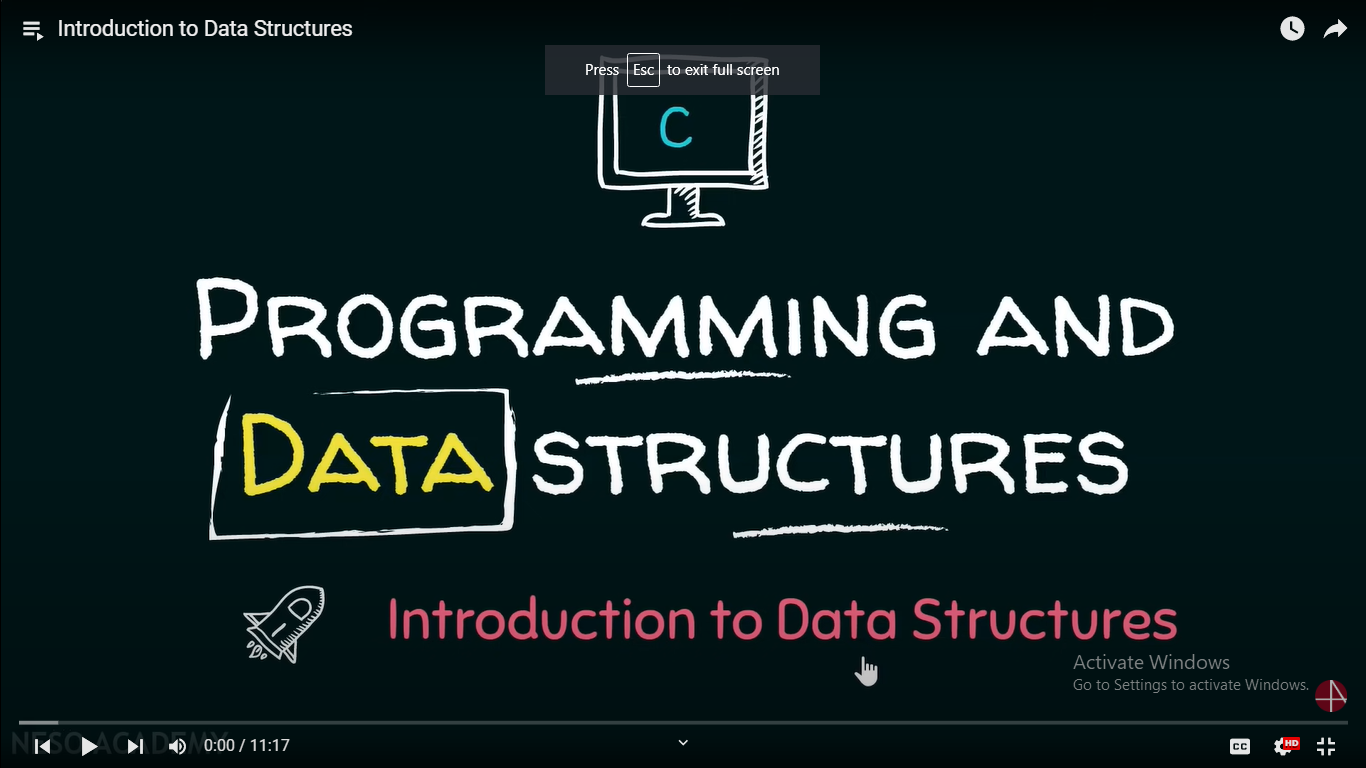 Introduction to Data Structures
Press Esc to exit full screen
C
PROGRAMMING AND
DATA STRUCTURES
Introduction to Data Structures
Activate Windows
Go to Settings to activate Windows.
NESO ACADEMY
0:00 / 11:17
CC
HD